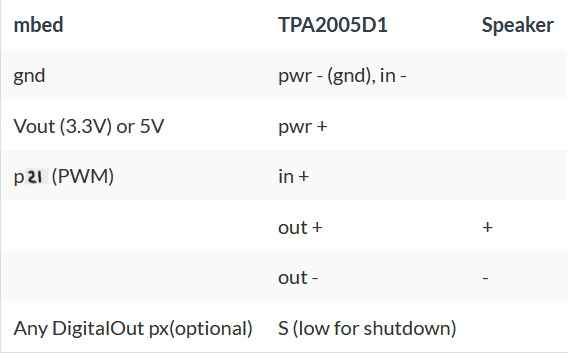 mbed TPA2005D1 Speaker
gnd pwr - (gnd), in -
Vout (3.3V) or 5V pwr +
p21 (PWM) in +
out + +
out - -
Any DigitalOut px(optional) S (low for shutdown)